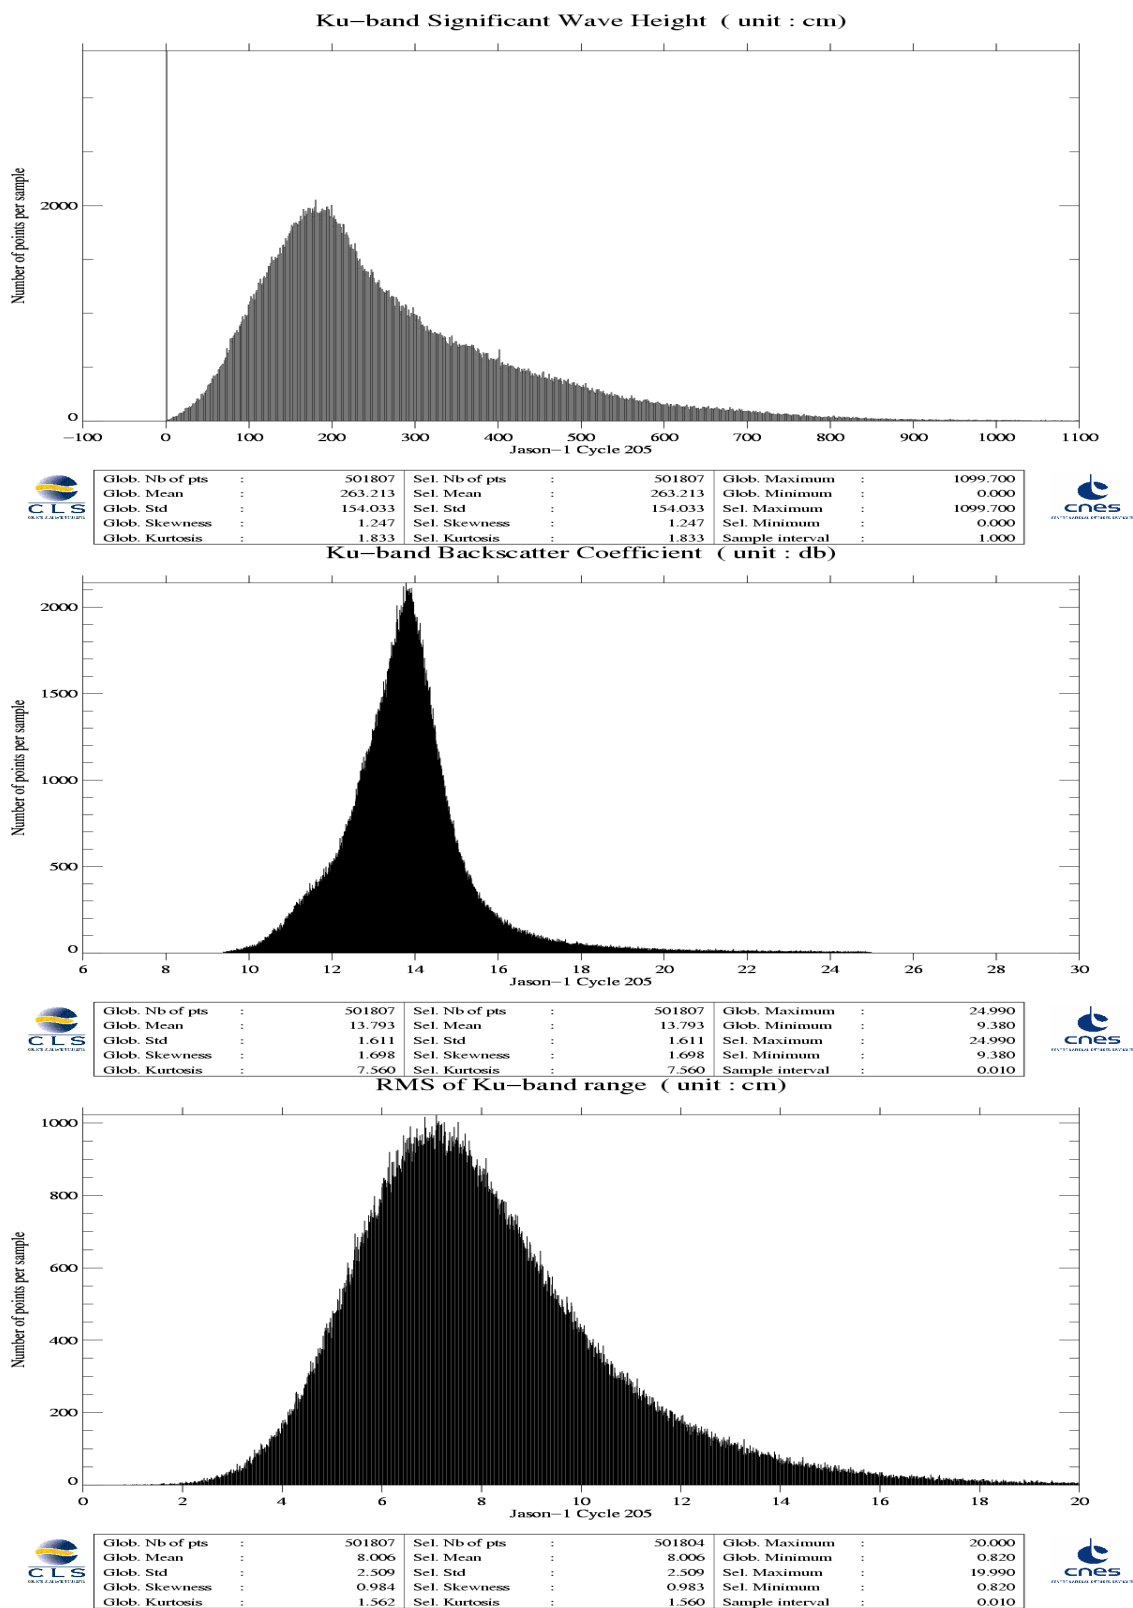 Ku−band Significant Wave Height ( unit : cm)
Number of points per sample
2000
0
−100 0 100 200 300 400 500 600 700 800 900 1000 1100
Jason−1 Cycle 205
CLS
cnes
Glob. Nb of pts : 501807 Sel. Nb of pts : 501807 Glob. Maximum : 1099.700
Glob. Mean : 263.213 Sel. Mean : 263.213 Glob. Minimum : 0.000
Glob. Std : 154.033 Sel. Std : 154.033 Sel. Maximum : 1099.700
Glob. Skewness : 1.247 Sel. Skewness : 1.247 Sel. Minimum : 0.000
Glob. Kurtosis : 1.833 Sel. Kurtosis : 1.833 Sample interval : 1.000
Ku−band Backscatter Coefficient ( unit : db)
Number of points per sample
2000
1500
1000
500
0
6 8 10 12 14 16 18 20 22 24 26 28 30
Jason−1 Cycle 205
CLS
cnes
Glob. Nb of pts : 501807 Sel. Nb of pts : 501807 Glob. Maximum : 24.990
Glob. Mean : 13.793 Sel. Mean : 13.793 Glob. Minimum : 9.380
Glob. Std : 1.611 Sel. Std : 1.611 Sel. Maximum : 24.990
Glob. Skewness : 1.698 Sel. Skewness : 1.698 Sel. Minimum : 9.380
Glob. Kurtosis : 7.560 Sel. Kurtosis : 7.560 Sample interval : 0.010
RMS of Ku−band range ( unit : cm)
Number of points per sample
1000
800
600
400
200
0
0 2 4 6 8 10 12 14 16 18 20
Jason−1 Cycle 205
CLS
cnes
Glob. Nb of pts : 501807 Sel. Nb of pts : 501804 Glob. Maximum : 20.000
Glob. Mean : 8.006 Sel. Mean : 8.006 Glob. Minimum : 0.820
Glob. Std : 2.509 Sel. Std : 2.509 Sel. Maximum : 19.990
Glob. Skewness : 0.984 Sel. Skewness : 0.983 Sel. Minimum : 0.820
Glob. Kurtosis : 1.562 Sel. Kurtosis : 1.560 Sample interval : 0.010